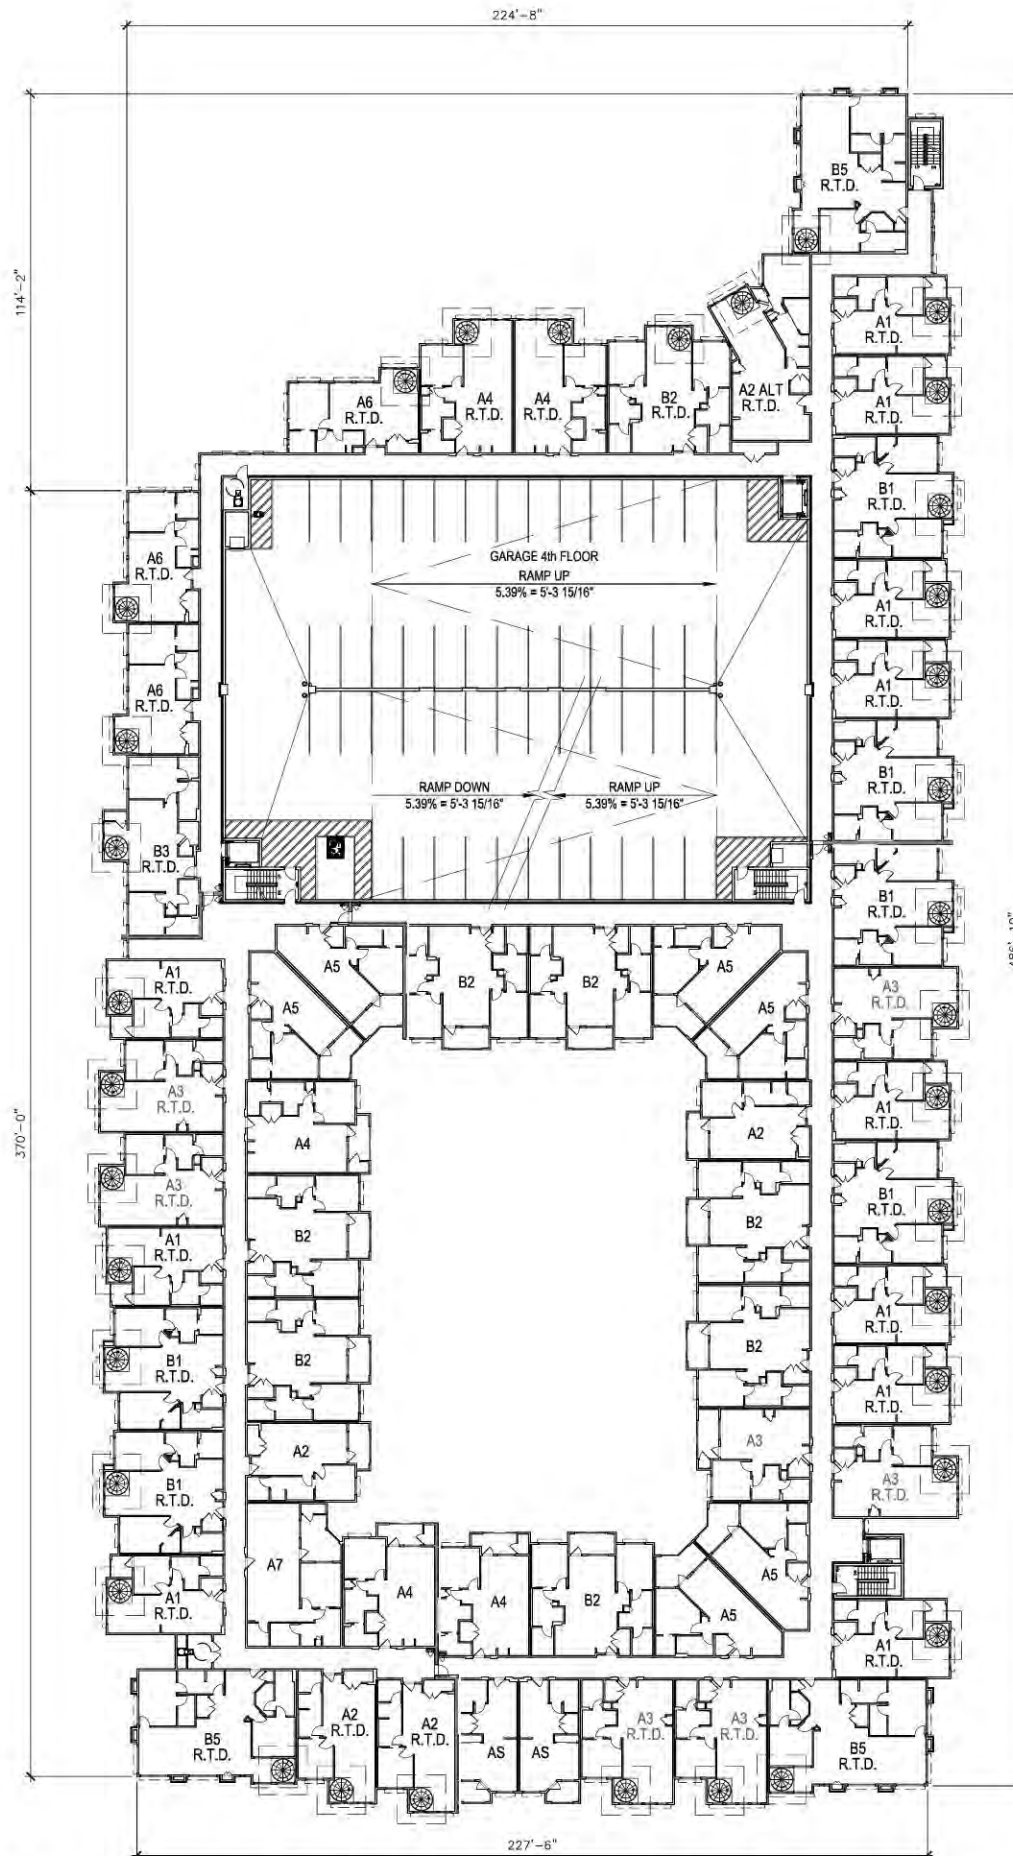 224'-8"
B5
R.T.D.
114'-2"
A1
R.T.D.
A6
R.T.D.
A4
R.T.D.
A4
R.T.D.
B2
R.T.D.
A2 ALT
R.T.D.
A1
R.T.D.
B1
R.T.D.
A6
R.T.D.
GARAGE 4th FLOOR
RAMP UP
5.39% = 5'-3 15/16"
A1
R.T.D.
A6
R.T.D.
A1
R.T.D.
RAMP DOWN
5.39% = 5'-3 15/16"
RAMP UP
5.39% = 5'-3 15/16"
B1
R.T.D.
B3
R.T.D.
B1
R.T.D.
A1
R.T.D.
A5
A5
B2
B2
A5
A5
A3
R.T.D.
370'-0"
A3
R.T.D.
A4
A2
A1
R.T.D.
A3
R.T.D.
B2
B2
B1
R.T.D.
A1
R.T.D.
A1
R.T.D.
B1
R.T.D.
B2
B2
A1
R.T.D.
A2
A3
B1
R.T.D.
A3
R.T.D.
A1
R.T.D.
A7
A4
A4
B2
A5
A5
A1
R.T.D.
B5
R.T.D.
A2
R.T.D.
A2
R.T.D.
AS
AS
A3
R.T.D.
A3
R.T.D.
B5
R.T.D.
227'-6"